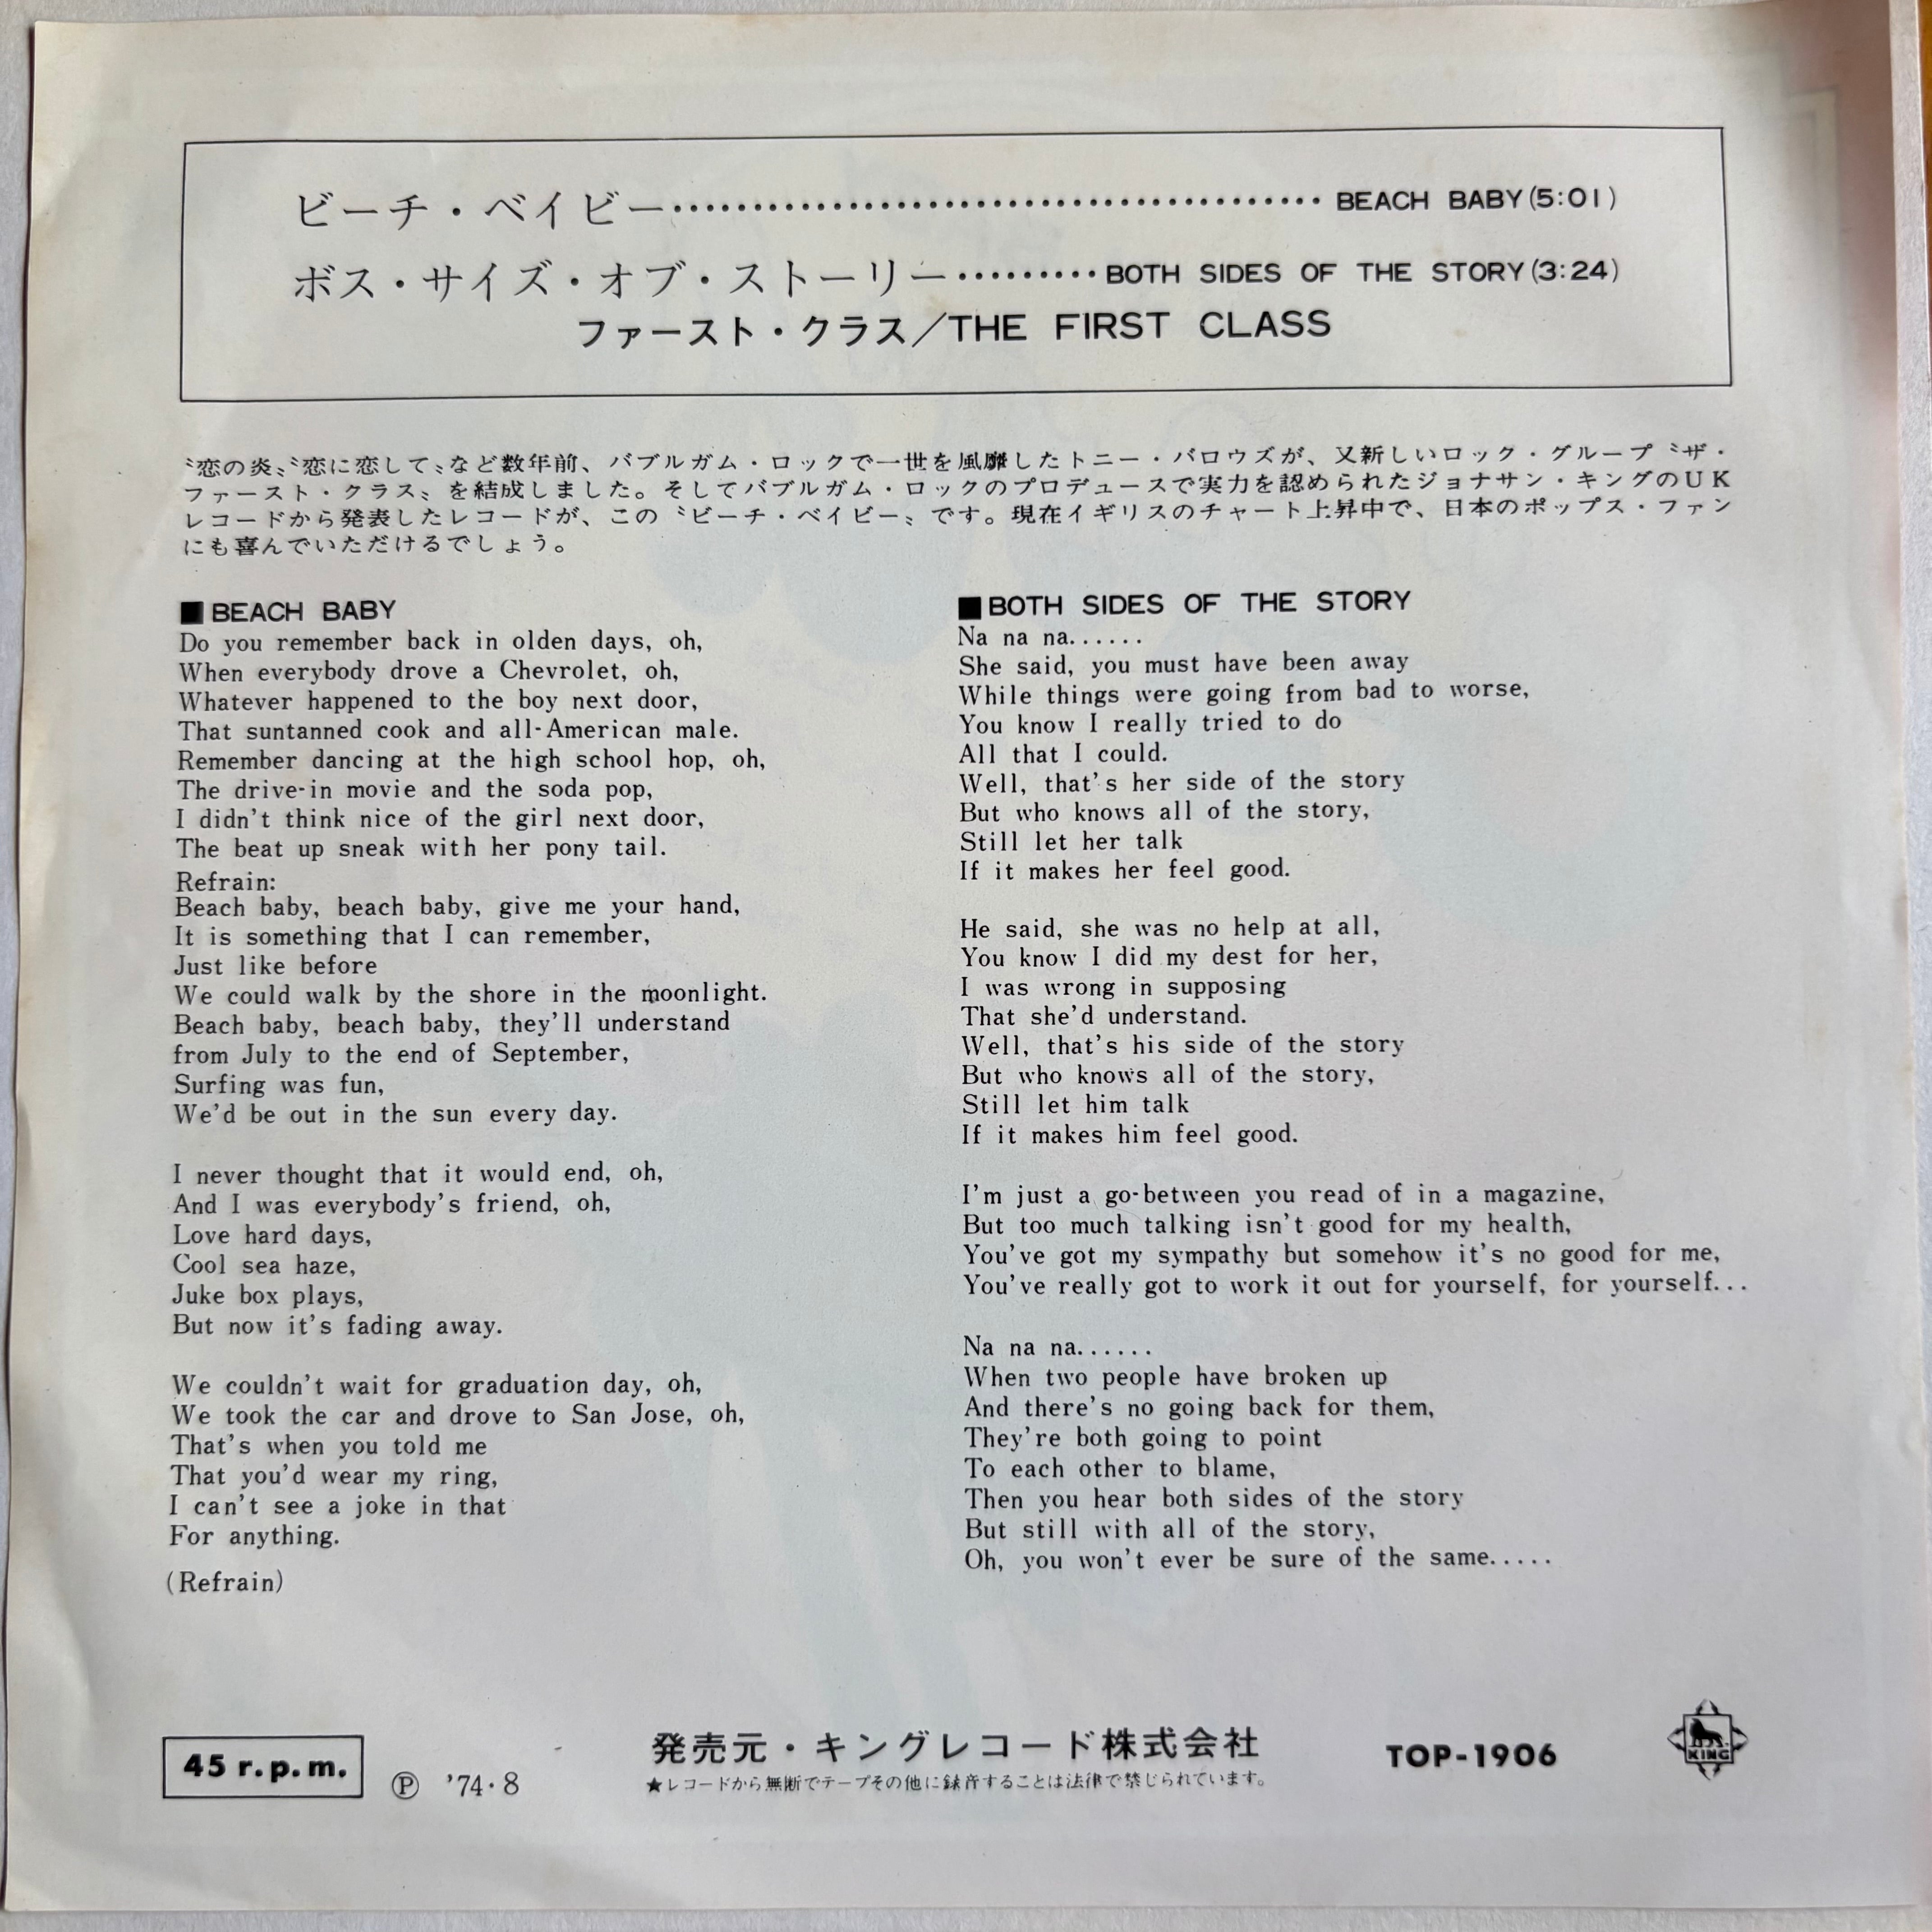 ビーチ・ベイビー………………………………………BEACH BABY(5:01)
ボス・サイズ・オブ・ストーリー………BOTH SIDES OF THE STORY(3:24)
ファースト・クラス／THE FIRST CLASS
〝恋の炎〟〝恋に恋して〟など数年前、バブルガム・ロックで一世を風靡したトニー・バロウズが、又新しいロック・グループ〝ザ・
ファースト・クラス〟を結成しました。そしてバブルガム・ロックのプロデュースで実力を認められたジョナサン・キングのUK
レコードから発表したレコードが、この〝ビーチ・ベイビー〟です。現在イギリスのチャート上昇中で、日本のポップス・ファン
にも喜んでいただけるでしょう。
■BEACH BABY
Do you remember back in olden days, oh,
When everybody drove a Chevrolet, oh,
Whatever happened to the boy next door,
That suntanned cook and all-American male.
Remember dancing at the high school hop, oh,
The drive-in movie and the soda pop,
I didn't think nice of the girl next door,
The beat up sneak with her pony tail.
Refrain:
Beach baby, beach baby, give me your hand,
It is something that I can remember,
Just like before
We could walk by the shore in the moonlight.
Beach baby, beach baby, they'll understand
from July to the end of September,
Surfing was fun,
We'd be out in the sun every day.
I never thought that it would end, oh,
And I was everybody's friend, oh,
Love hard days,
Cool sea haze,
Juke box plays,
But now it's fading away.
We couldn't wait for graduation day, oh,
We took the car and drove to San Jose, oh,
That's when you told me
That you'd wear my ring,
I can't see a joke in that
For anything.
(Refrain)
■BOTH SIDES OF THE STORY
Na na na......
She said, you must have been away
While things were going from bad to worse,
You know I really tried to do
All that I could.
Well, that's her side of the story
But who knows all of the story,
Still let her talk
If it makes her feel good.
He said, she was no help at all,
You know I did my dest for her,
I was wrong in supposing
That she'd understand.
Well, that's his side of the story
But who knows all of the story,
Still let him talk
If it makes him feel good.
I'm just a go-between you read of in a magazine,
But too much talking isn't good for my health,
You've got my sympathy but somehow it's no good for me,
You've really got to work it out for yourself, for yourself...
Na na na......
When two people have broken up
And there's no going back for them,
They're both going to point
To each other to blame,
Then you hear both sides of the story
But still with all of the story,
Oh, you won't ever be sure of the same.....
45 r.p.m.
Ⓟ '74・8
発売元・キングレコード株式会社
★レコードから無断でテープその他に録音することは法律で禁じられています。
TOP-1906
KING